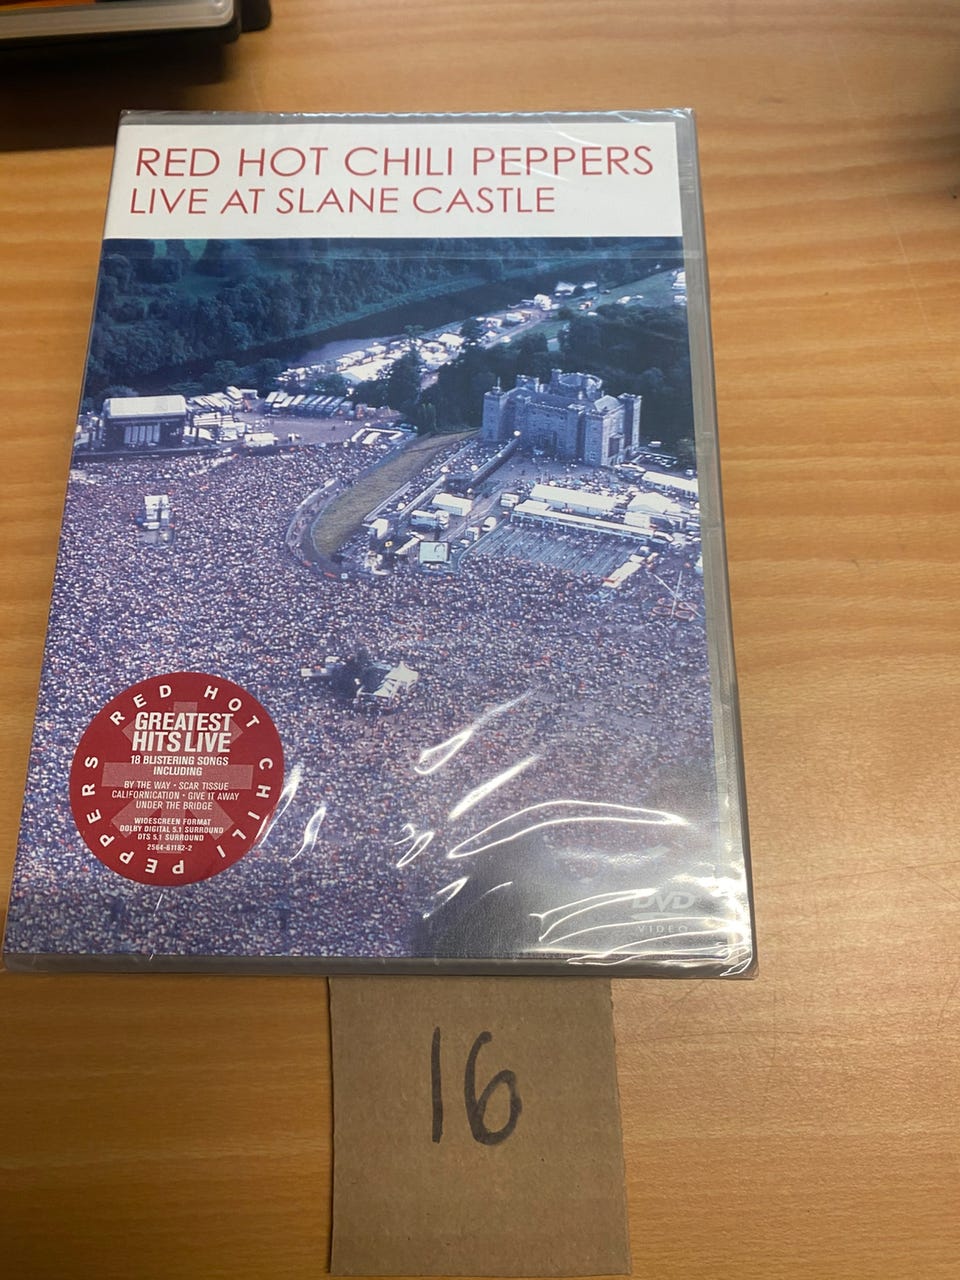 RED HOT CHILI PEPPERS
LIVE AT SLANE CASTLE
RED HOT CHILI PEPPERS
GREATEST
HITS LIVE
18 BLISTERING SONGS
INCLUDING
BY THE WAY • SCAR TISSUE
CALIFORNICATION • GIVE IT AWAY
UNDER THE BRIDGE
WIDESCREEN FORMAT
DOLBY DIGITAL 5.1 SURROUND
DTS 5.1 SURROUND
2564-61182-2
DVD
VIDEO
16